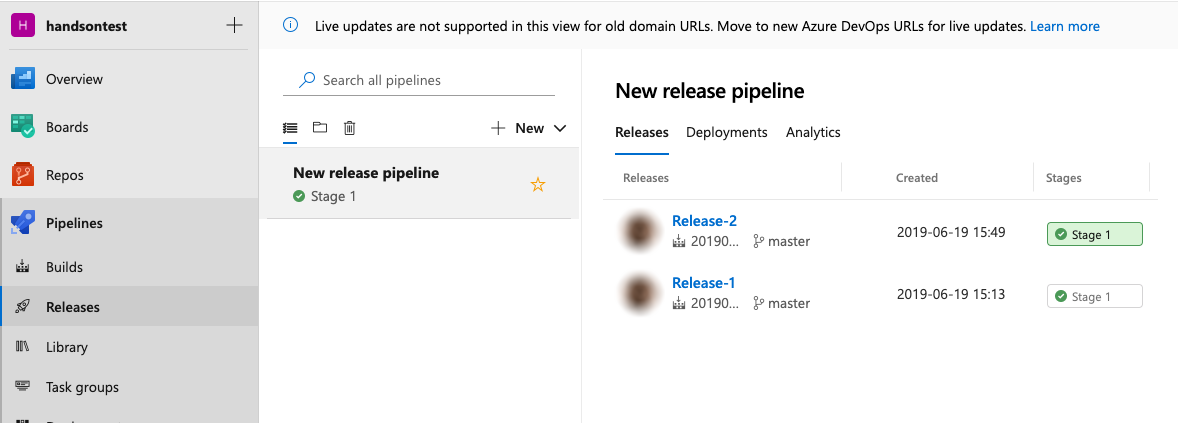 H handsontest
Overview
Boards
Repos
Pipelines
Builds
Releases
Library
Task groups
Live updates are not supported in this view for old domain URLs. Move to new Azure DevOps URLs for live updates. Learn more
Search all pipelines
New
New release pipeline
Stage 1
New release pipeline
Releases Deployments Analytics
Releases Created Stages
Release-2
20190... master 2019-06-19 15:49 Stage 1
Release-1
20190... master 2019-06-19 15:13 Stage 1